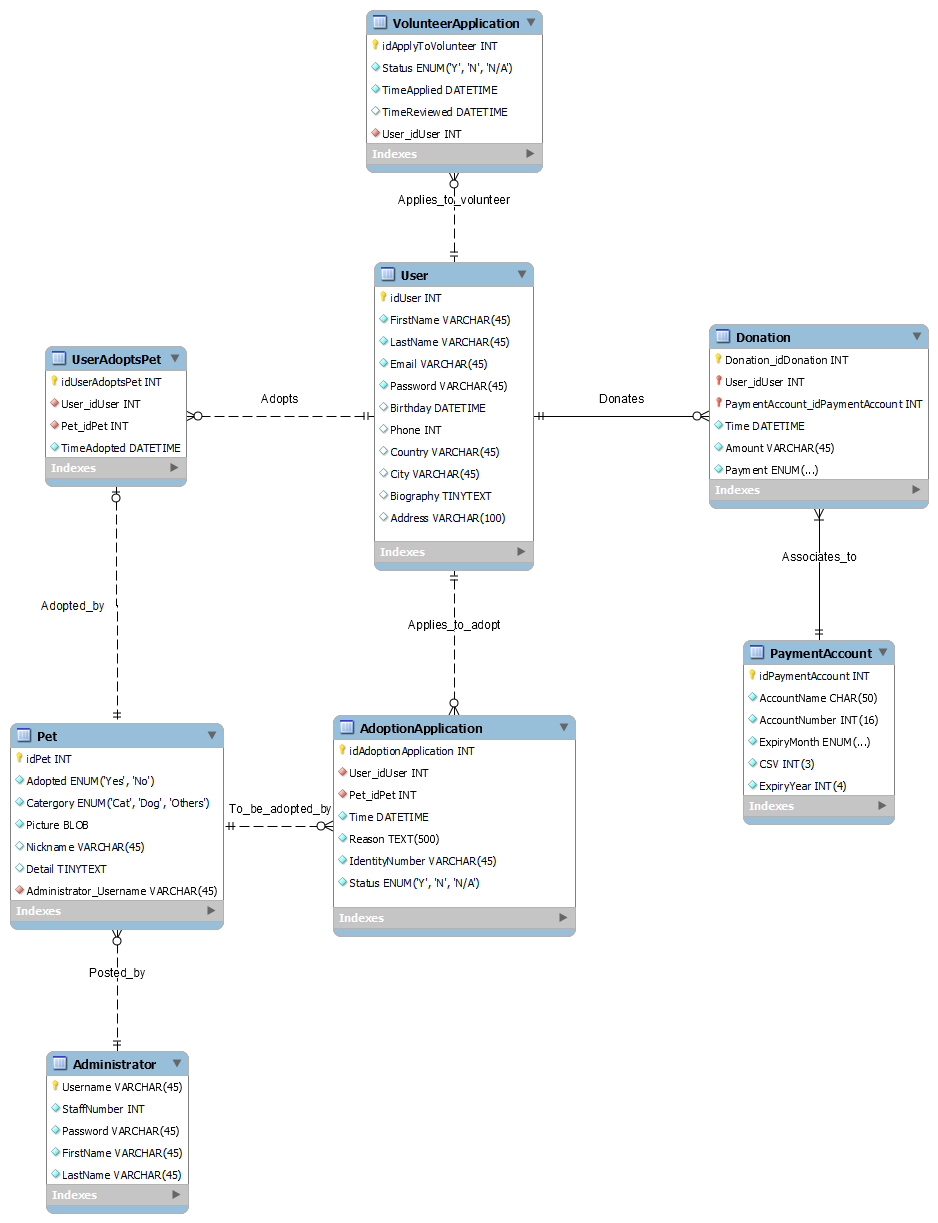 VolunteerApplication
idApplyToVolunteer INT
Status ENUM('Y', 'N', 'N/A')
TimeApplied DATETIME
TimeReviewed DATETIME
User_idUser INT
Indexes
Applies_to_volunteer
User
idUser INT
FirstName VARCHAR(45)
LastName VARCHAR(45)
Email VARCHAR(45)
Password VARCHAR(45)
Birthday DATETIME
Phone INT
Country VARCHAR(45)
City VARCHAR(45)
Biography TINYTEXT
Address VARCHAR(100)
Indexes
UserAdoptsPet
idUserAdoptsPet INT
User_idUser INT
Pet_idPet INT
TimeAdopted DATETIME
Indexes
Adopts
Donates
Donation
Donation_idDonation INT
User_idUser INT
PaymentAccount_idPaymentAccount INT
Time DATETIME
Amount VARCHAR(45)
Payment ENUM(...)
Indexes
Associates_to
Adopted_by
Applies_to_adopt
PaymentAccount
idPaymentAccount INT
AccountName CHAR(50)
AccountNumber INT(16)
ExpiryMonth ENUM(...)
CSV INT(3)
ExpiryYear INT(4)
Indexes
Pet
idPet INT
Adopted ENUM('Yes', 'No')
Catergory ENUM('Cat', 'Dog', 'Others')
Picture BLOB
Nickname VARCHAR(45)
Detail TINYTEXT
Administrator_Username VARCHAR(45)
Indexes
To_be_adopted_by
AdoptionApplication
idAdoptionApplication INT
User_idUser INT
Pet_idPet INT
Time DATETIME
Reason TEXT(500)
IdentityNumber VARCHAR(45)
Status ENUM('Y', 'N', 'N/A')
Indexes
Posted_by
Administrator
Username VARCHAR(45)
StaffNumber INT
Password VARCHAR(45)
FirstName VARCHAR(45)
LastName VARCHAR(45)
Indexes